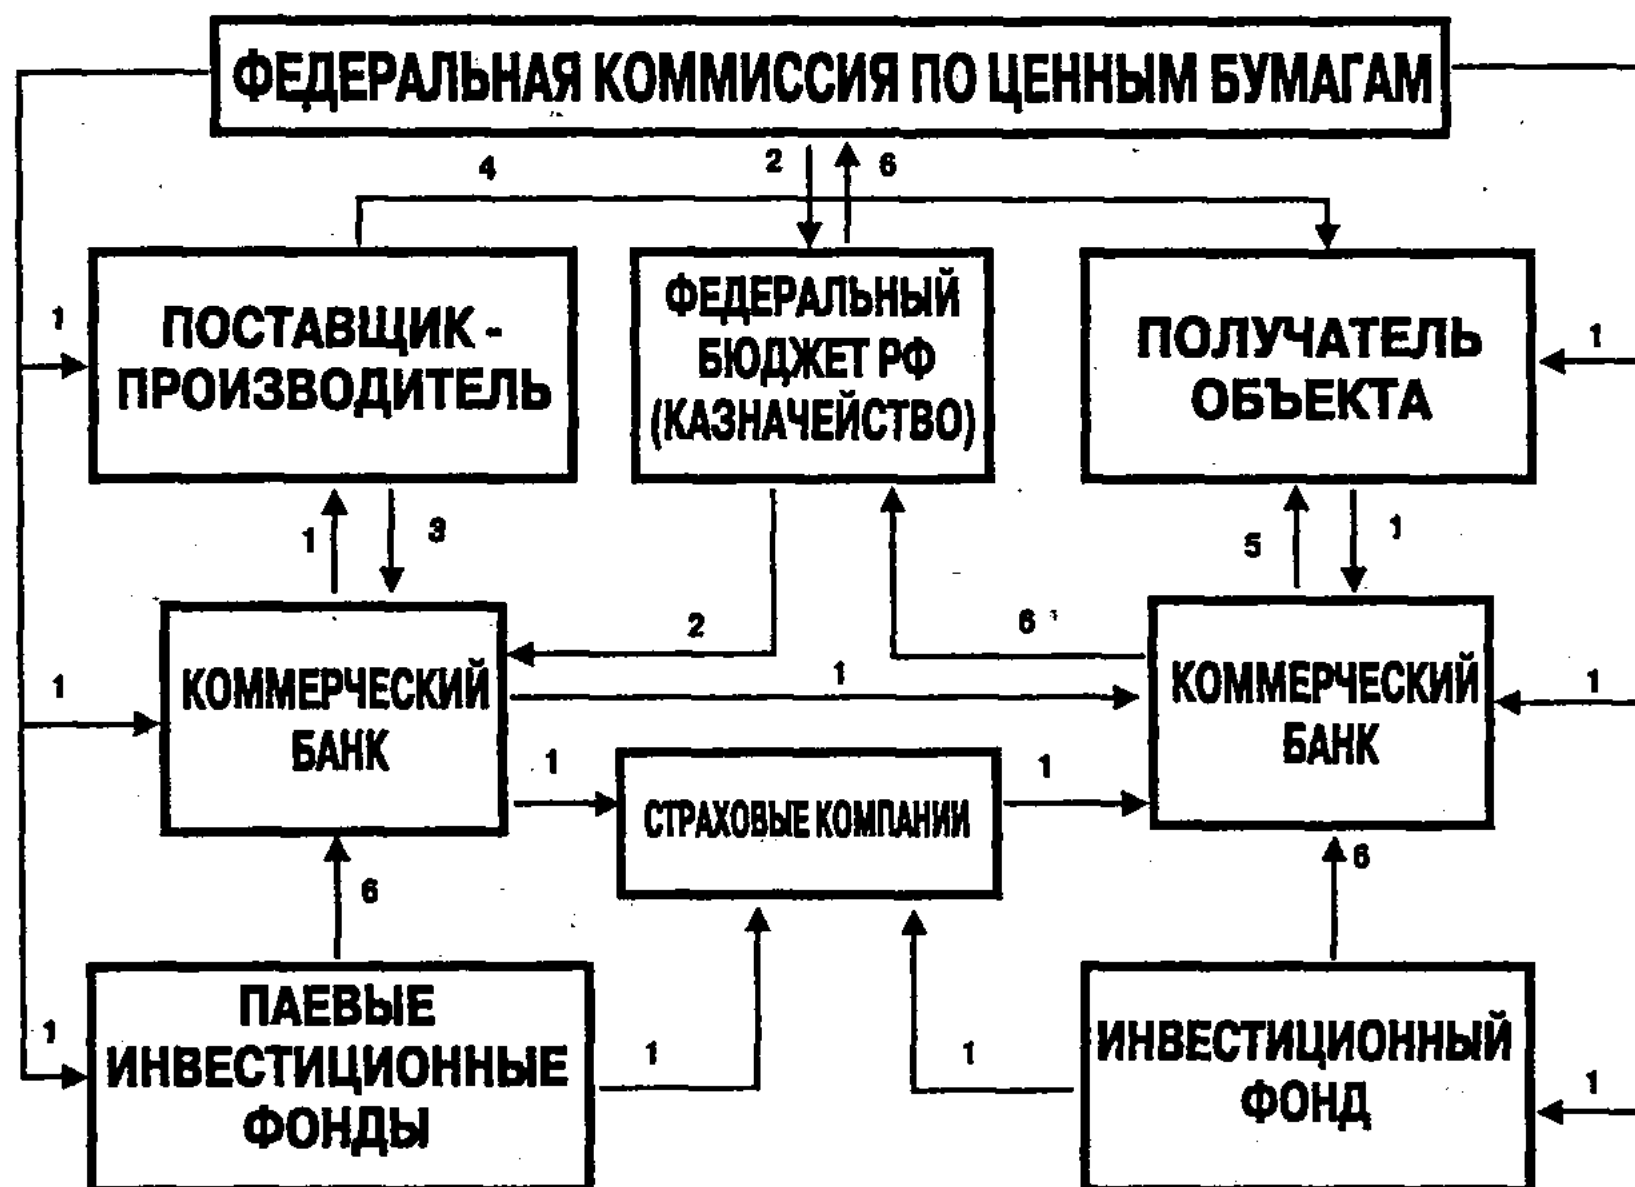 ФЕДЕРАЛЬНАЯ КОММИССИЯ ПО ЦЕННЫМ БУМАГАМ
4
2
6
1
ПОСТАВЩИК -
ПРОИЗВОДИТЕЛЬ
ФЕДЕРАЛЬНЫЙ
БЮДЖЕТ РФ
(КАЗНАЧЕЙСТВО)
ПОЛУЧАТЕЛЬ
ОБЪЕКТА
1
1
3
5
1
2
6
1
КОММЕРЧЕСКИЙ
БАНК
1
КОММЕРЧЕСКИЙ
БАНК
1
1
СТРАХОВЫЕ КОМПАНИИ
1
6
6
1
ПАЕВЫЕ
ИНВЕСТИЦИОННЫЕ
ФОНДЫ
1
1
ИНВЕСТИЦИОННЫЙ
ФОНД
1